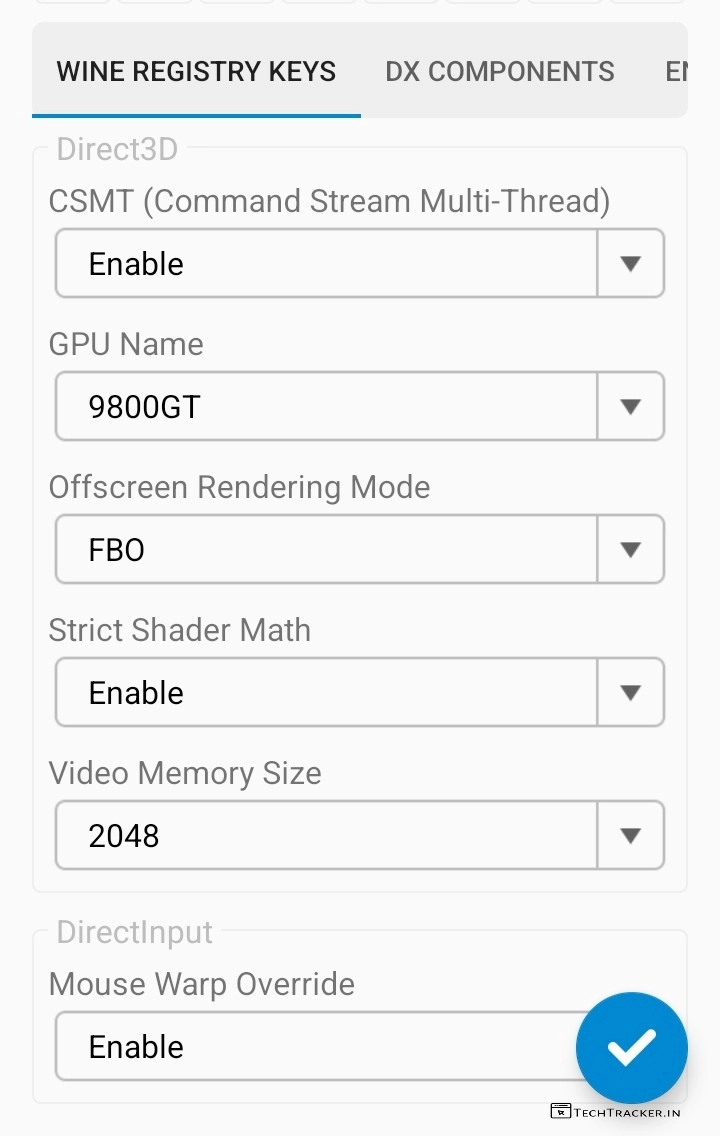 WINE REGISTRY KEYS DX COMPONENTS
Direct3D
CSMT (Command Stream Multi-Thread)
Enable
GPU Name
9800GT
Offscreen Rendering Mode
FBO
Strict Shader Math
Enable
Video Memory Size
2048
DirectInput
Mouse Warp Override
Enable
TECHTRACKER.IN